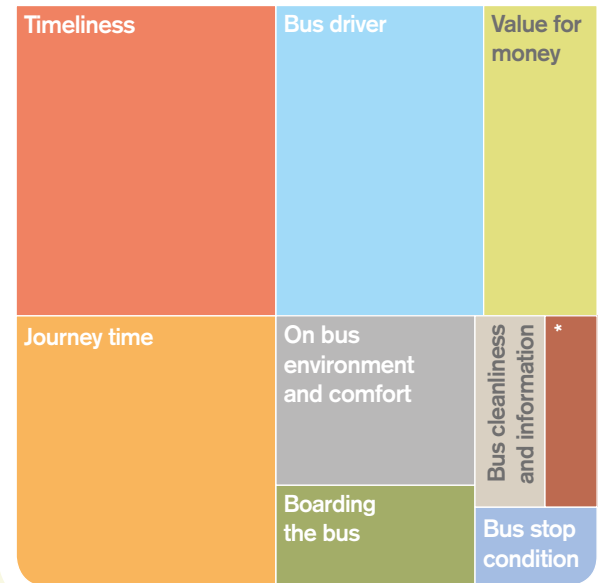 Timeliness
Bus driver
Value for
money
Journey time
On bus
environment
and comfort
Bus cleanliness
and information
*
Boarding
the bus
Bus stop
condition